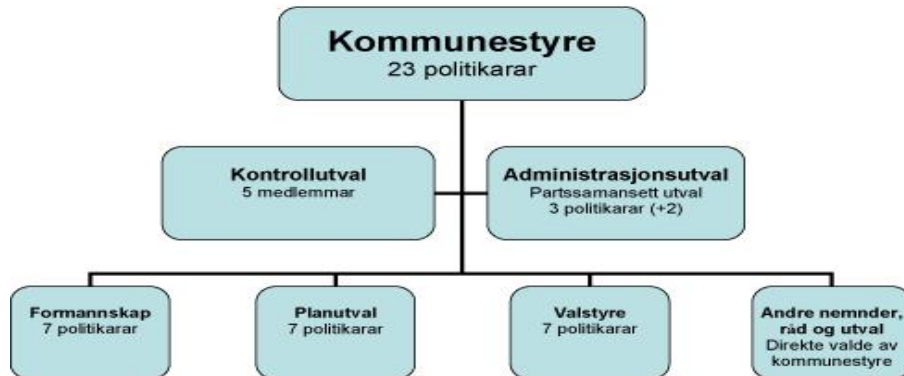 Kommunestyre
23 politikarar
Kontrollutval
5 medlemmar
Administrasjonsutval
Partssamansett utval
3 politikarar (+2)
Formannskap
7 politikarar
Planutval
7 politikarar
Valstyre
7 politikarar
Andre nemnder,
råd og utval
Direkte valde av
kommunestyre